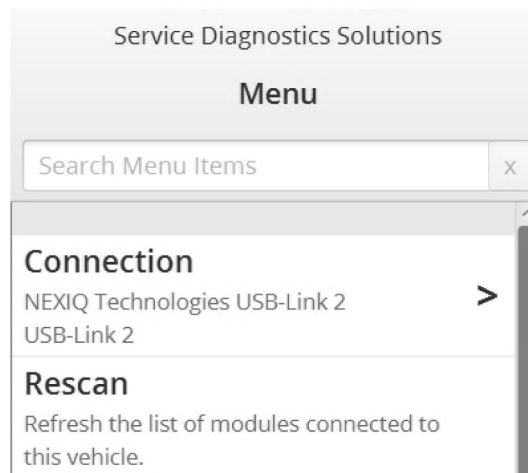 Service Diagnostics Solutions
Menu
Search Menu Items
x
Connection
NEXIQ Technologies USB-Link 2
USB-Link 2
>
Rescan
Refresh the list of modules connected to
this vehicle.